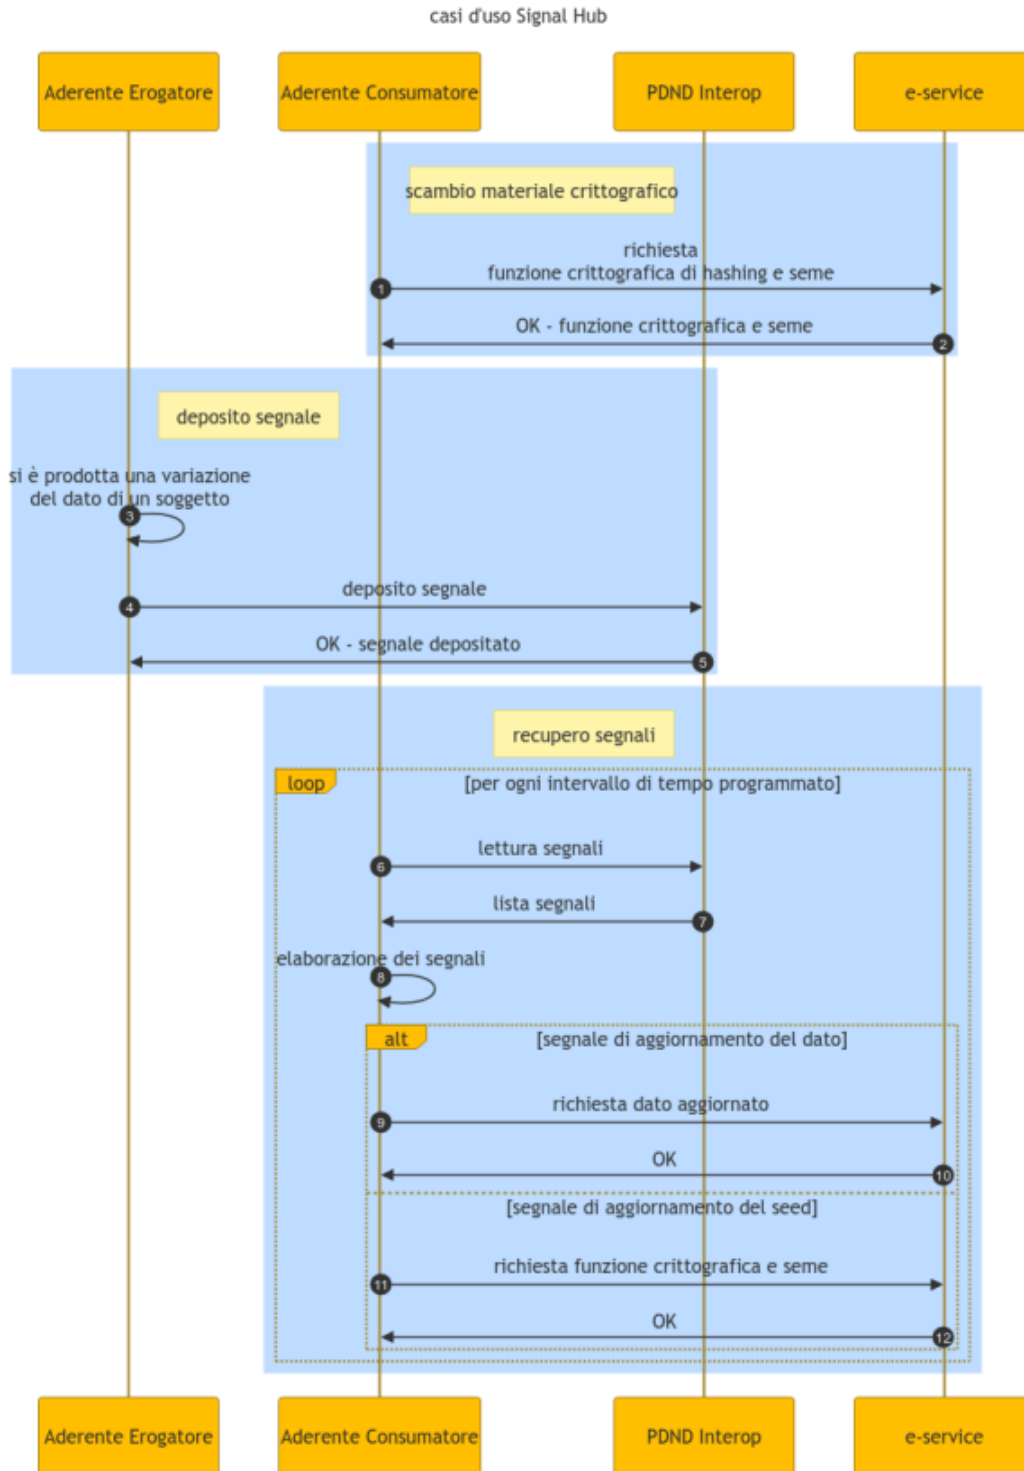 casi d'uso Signal Hub
Aderente Erogatore
Aderente Consumatore
PDND Interop
e-service
scambio materiale crittografico
richiesta
funzione crittografica di hashing e seme
1
OK - funzione crittografica e seme
2
deposito segnale
si è prodotta una variazione
del dato di un soggetto
3
deposito segnale
4
OK - segnale depositato
5
recupero segnali
loop
[per ogni intervallo di tempo programmato]
lettura segnali
6
lista segnali
7
elaborazione dei segnali
8
alt
[segnale di aggiornamento del dato]
richiesta dato aggiornato
9
OK
10
[segnale di aggiornamento del seed]
richiesta funzione crittografica e seme
11
OK
12
Aderente Erogatore
Aderente Consumatore
PDND Interop
e-service